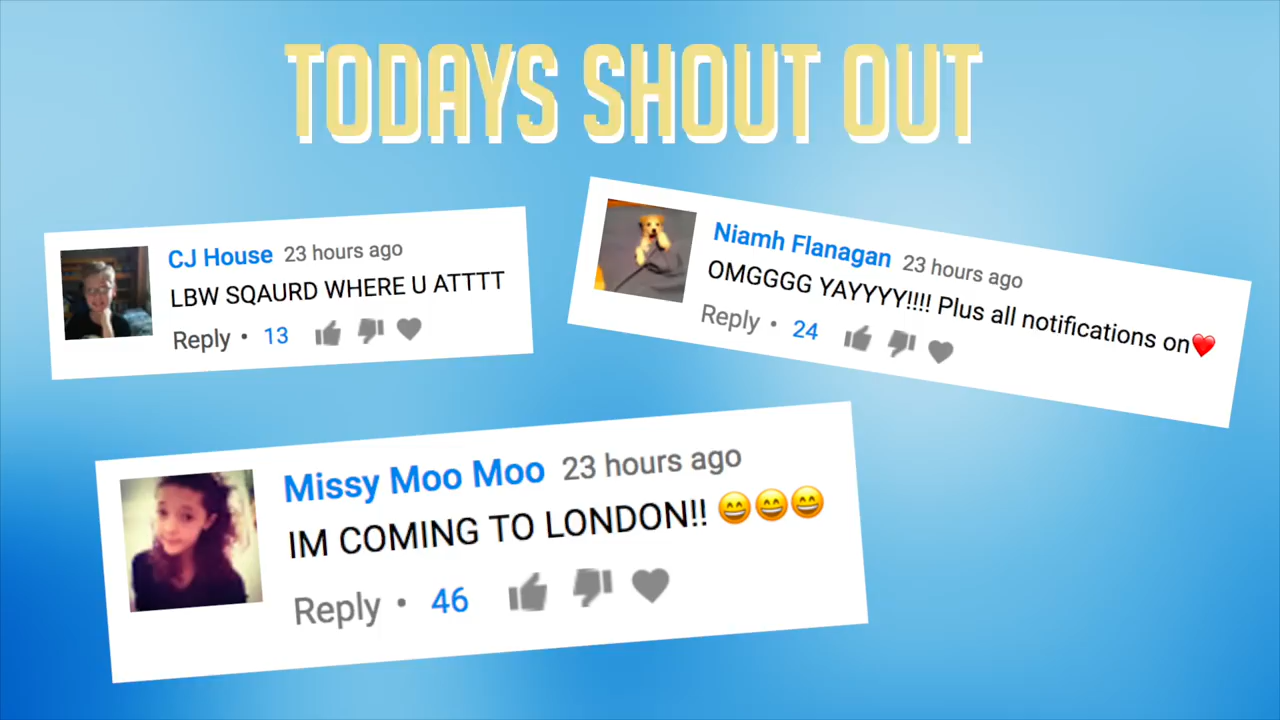 TODAYS SHOUT OUT
CJ House 23 hours ago
LBW SQAURD WHERE U ATTTT
Reply • 13
Niamh Flanagan 23 hours ago
OMGGGG YAYYYY!!!! Plus all notifications on❤️
Reply • 24
Missy Moo Moo 23 hours ago
IM COMING TO LONDON!! 😄😄😄
Reply • 46